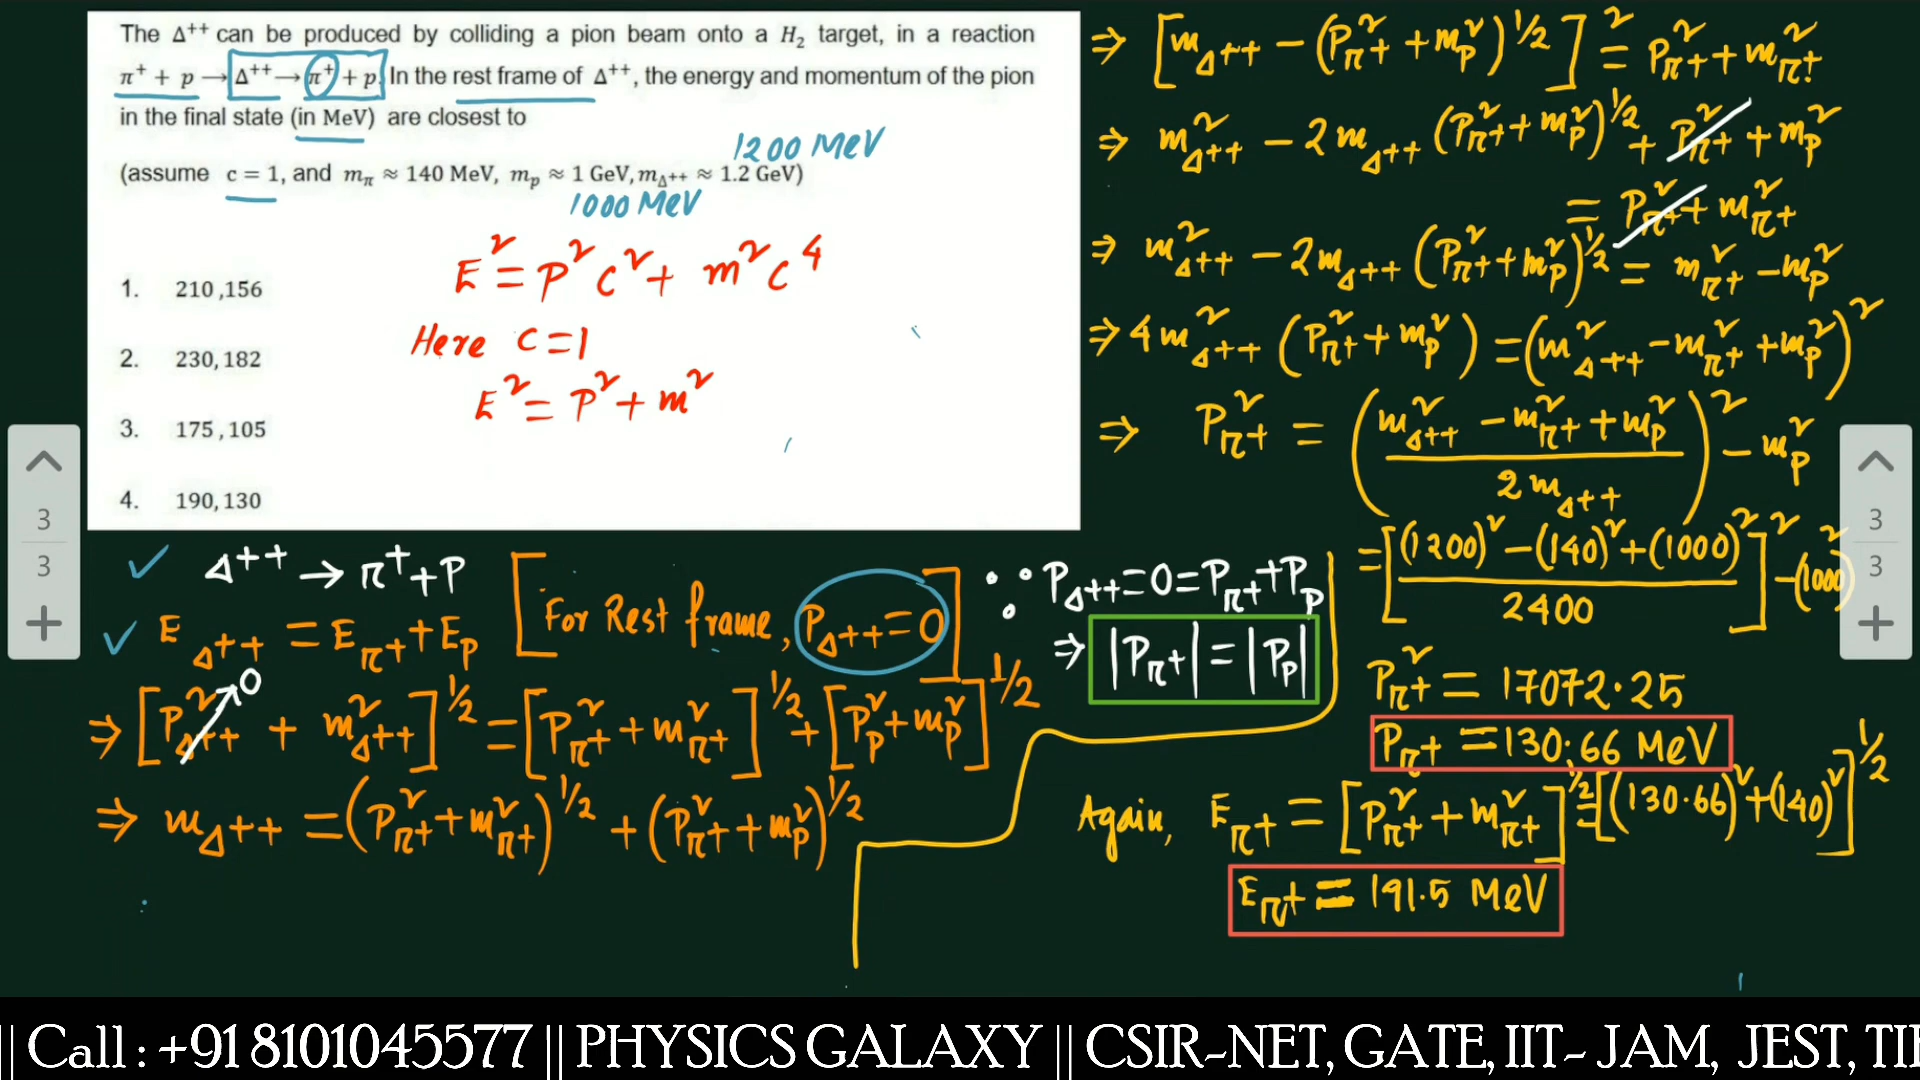 The Δ⁺⁺ can be produced by colliding a pion beam onto a H₂ target, in a reaction
π⁺ + p → Δ⁺⁺ → π⁺ + p. In the rest frame of Δ⁺⁺, the energy and momentum of the pion
in the final state (in MeV) are closest to
1200 MeV
(assume c = 1, and m_π ≈ 140 MeV, m_p ≈ 1 GeV, m_Δ⁺⁺ ≈ 1.2 GeV)
1000 MeV
1. 210,156
2. 230,182
3. 175,105
4. 190,130
E² = P²c² + m²c⁴
Here c = 1
E² = P² + m²
✓ Δ⁺⁺ → π⁺ + P
✓ E_Δ⁺⁺ = E_π⁺ + E_p [For Rest frame, P_Δ⁺⁺ = 0]
∵ P_Δ⁺⁺ = 0 = P_π⁺ + P_p
⇒ |P_π⁺| = |P_p|
⇒ [P²_Δ⁺⁺ + m²_Δ⁺⁺]^1/2 = [P²_π⁺ + m²_π⁺]^1/2 + [P²_p + m²_p]^1/2
0
⇒ m_Δ⁺⁺ = (P²_π⁺ + m²_π⁺)^1/2 + (P²_π⁺ + m²_p)^1/2
⇒ [m_Δ⁺⁺ − (P²_π⁺ + m²_p)^1/2]² = P²_π⁺ + m²_π⁺
⇒ m²_Δ⁺⁺ − 2m_Δ⁺⁺ (P²_π⁺ + m²_p)^1/2 + P²_π⁺ + m²_p
= P²_π⁺ + m²_π⁺
⇒ m²_Δ⁺⁺ − 2m_Δ⁺⁺ (P²_π⁺ + m²_p)^1/2 = m²_π⁺ − m²_p
⇒ 4m²_Δ⁺⁺ (P²_π⁺ + m²_p) = (m²_Δ⁺⁺ − m²_π⁺ + m²_p)²
⇒ P²_π⁺ = ((m²_Δ⁺⁺ − m²_π⁺ + m²_p) / 2m_Δ⁺⁺)² − m²_p
= [((1200)² − (140)² + (1000)²) / 2400]² − (1000)²
P²_π⁺ = 17072.25
P_π⁺ = 130.66 MeV
Again, E_π⁺ = [P²_π⁺ + m²_π⁺]^1/2 = [(130.66)² + (140)²]^1/2
E_π⁺ = 191.5 MeV
3
3
3
3
|| Call : +91 8101045577 || PHYSICS GALAXY || CSIR-NET, GATE, IIT- JAM, JEST, TI